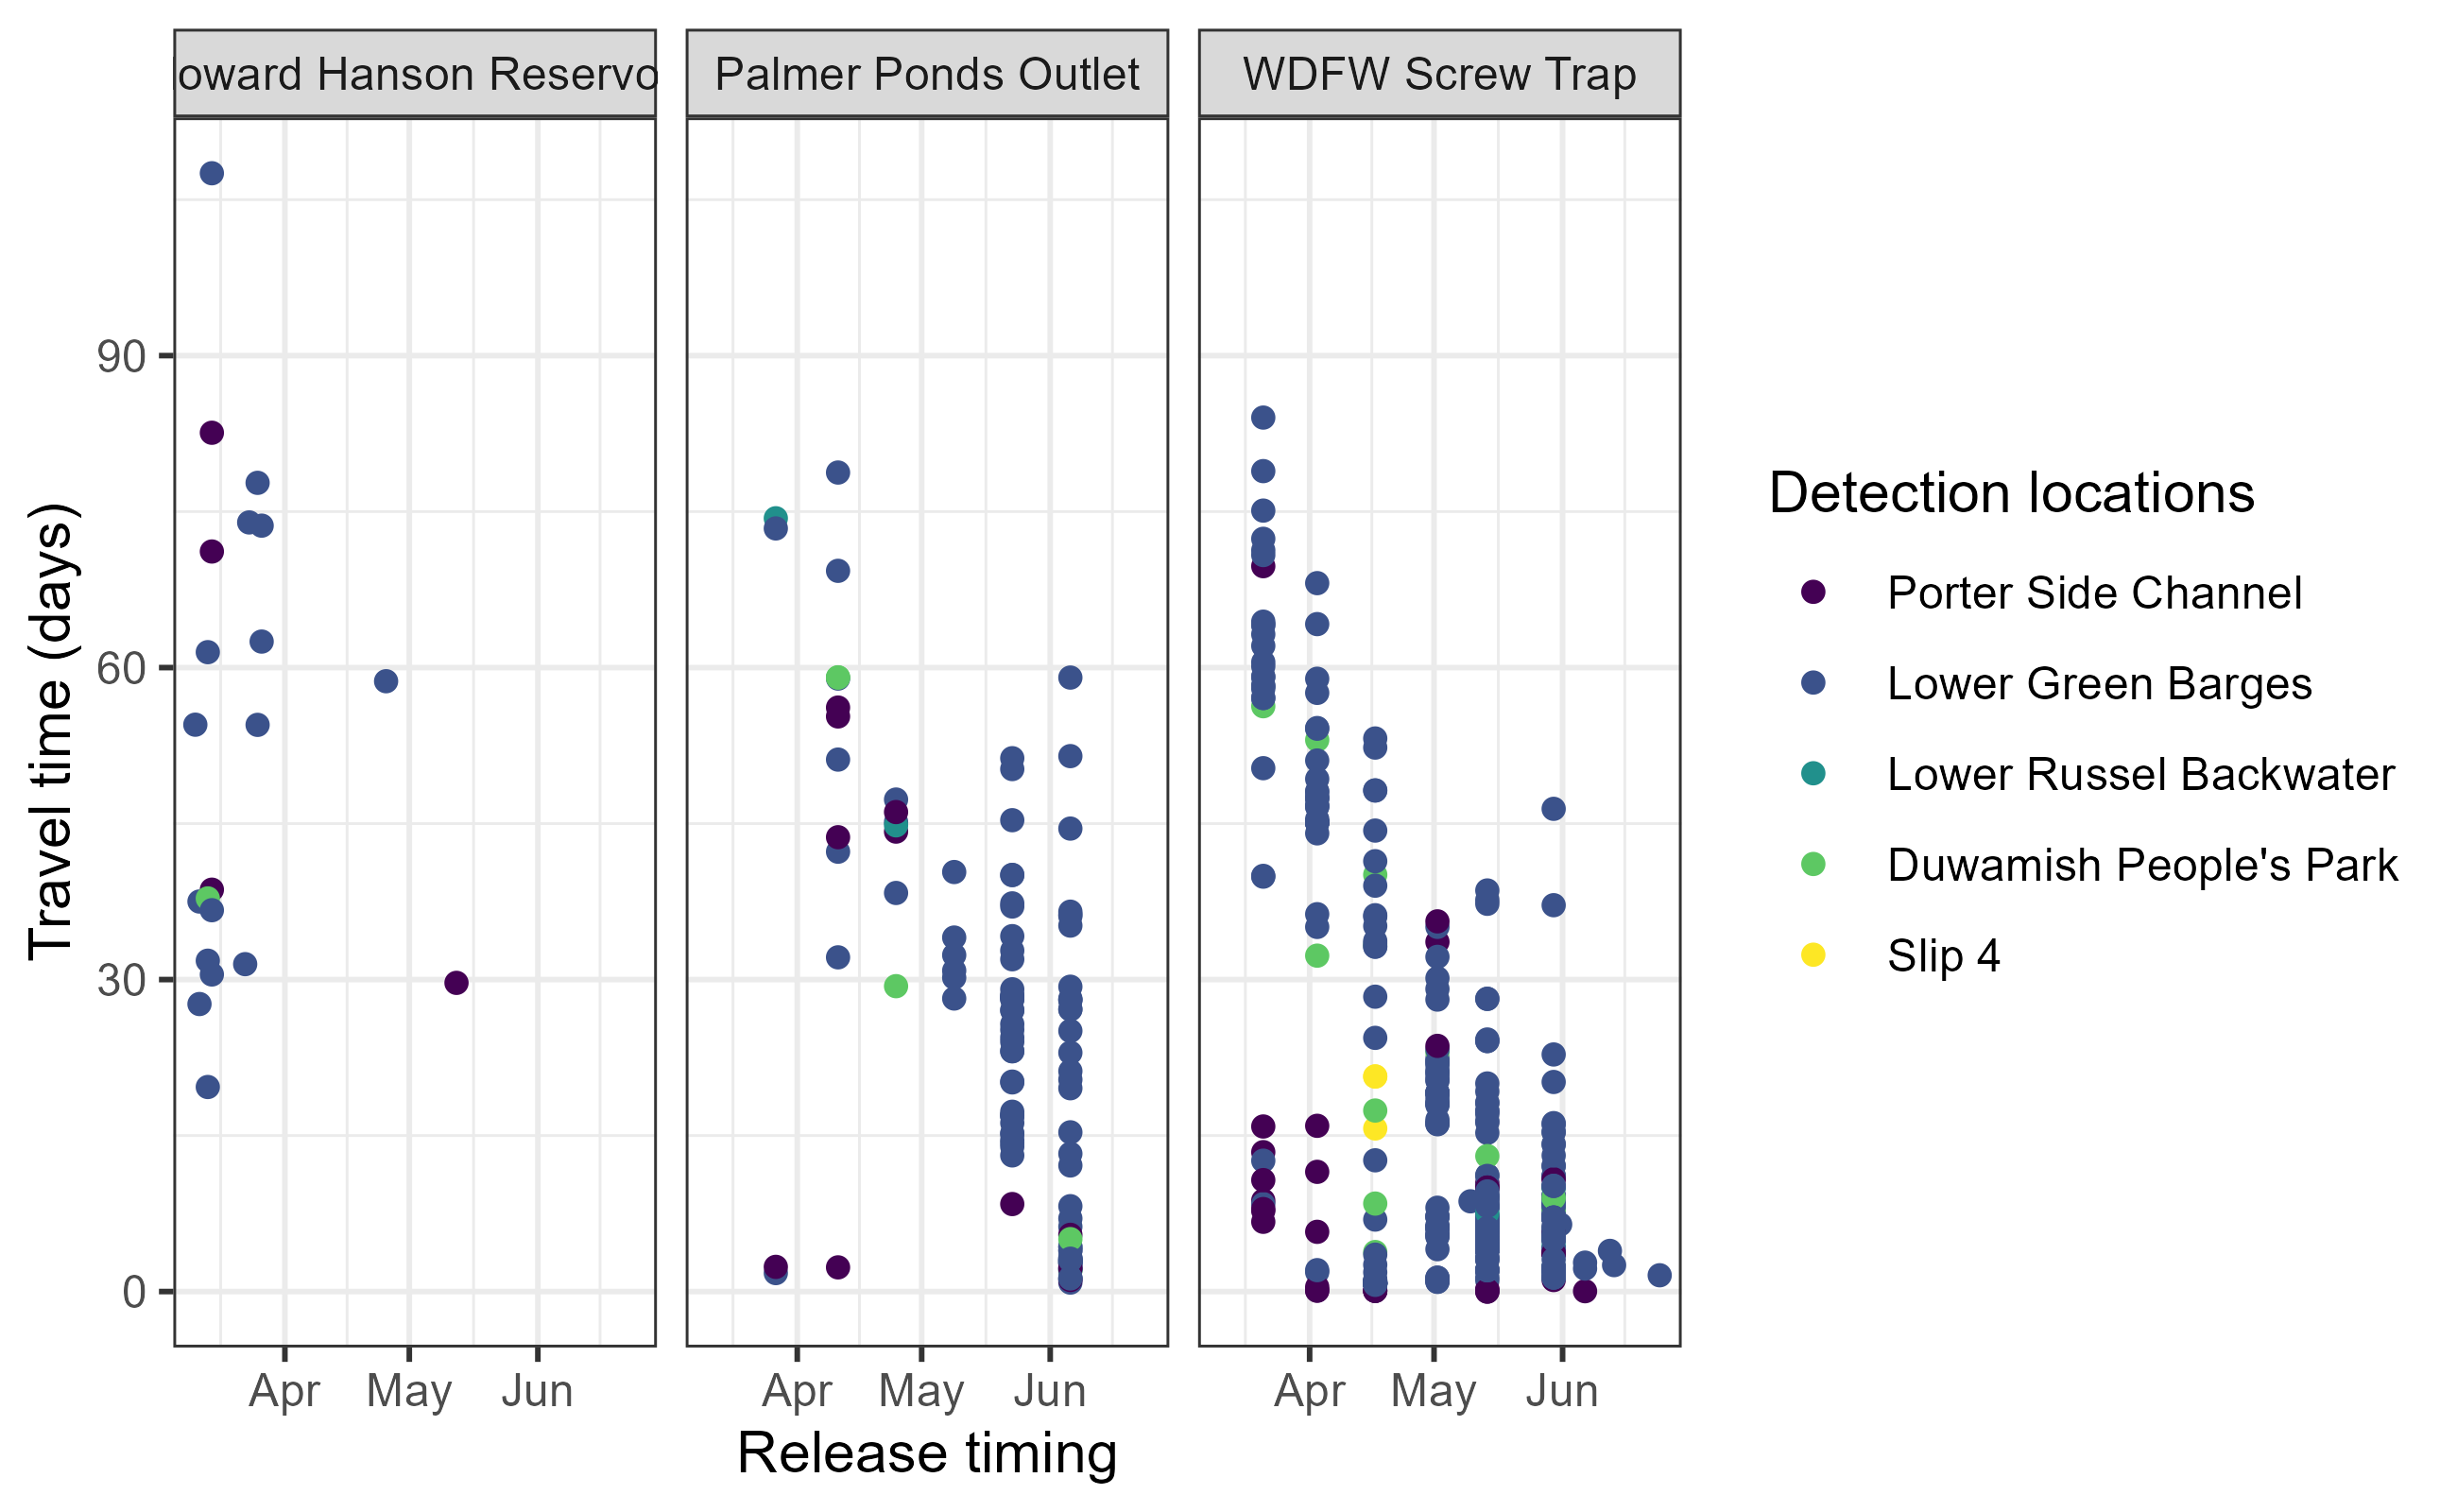 oward Hanson Reservo
Palmer Ponds Outlet
WDFW Screw Trap
Travel time (days)
90
60
30
0
Apr May Jun
Apr May Jun
Apr May Jun
Release timing
Detection locations
Porter Side Channel
Lower Green Barges
Lower Russel Backwater
Duwamish People's Park
Slip 4